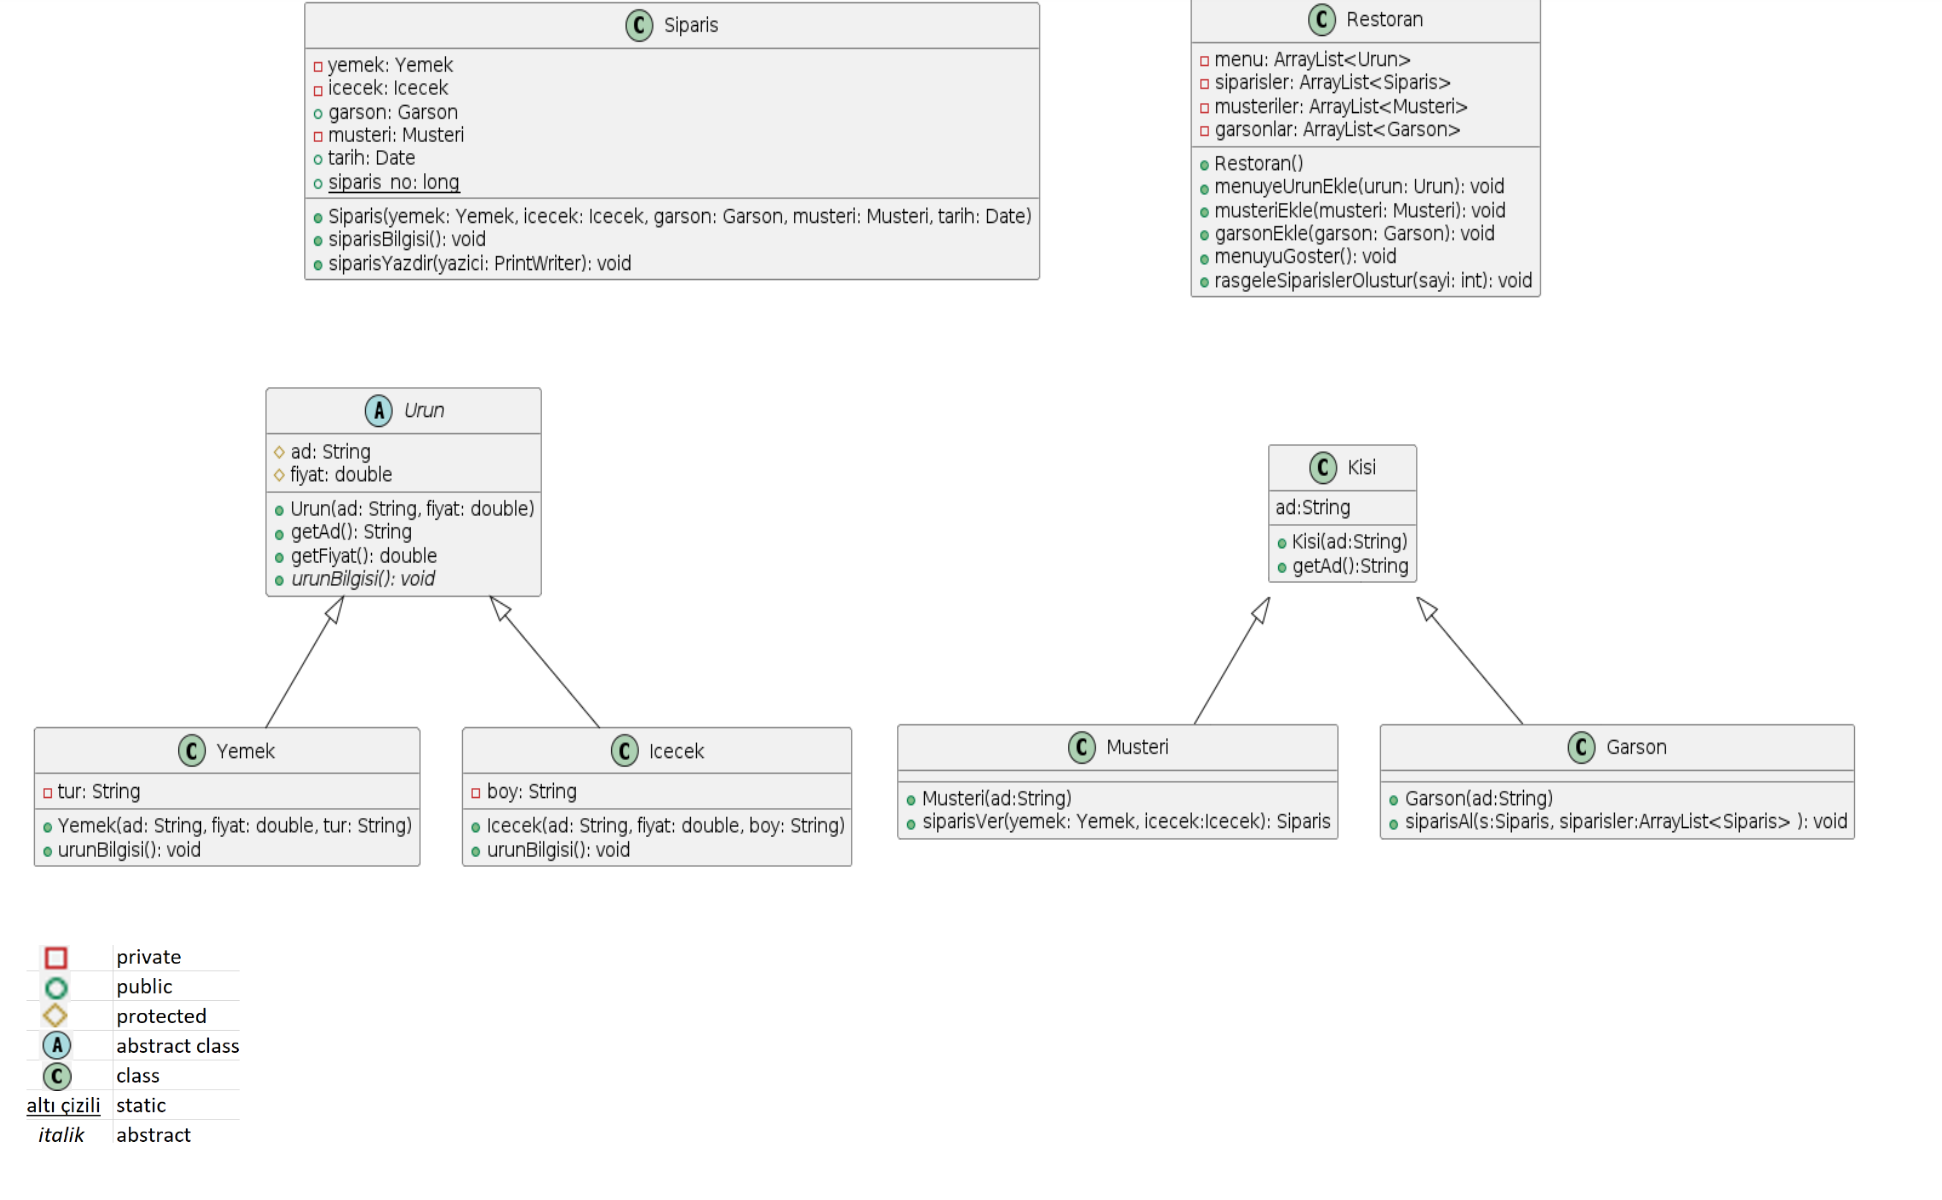 C Siparis
yemek: Yemek
icecek: Icecek
garson: Garson
musteri: Musteri
tarih: Date
siparis_no: long
Siparis(yemek: Yemek, icecek: Icecek, garson: Garson, musteri: Musteri, tarih: Date)
siparisBilgisi(): void
siparisYazdir(yazici: PrintWriter): void
C Restoran
menu: ArrayList<Urun>
siparisler: ArrayList<Siparis>
musteriler: ArrayList<Musteri>
garsonlar: ArrayList<Garson>
Restoran()
menuyeUrunEkle(urun: Urun): void
musteriEkle(musteri: Musteri): void
garsonEkle(garson: Garson): void
menuyuGoster(): void
rasgeleSiparislerOlustur(sayi: int): void
A Urun
ad: String
fiyat: double
Urun(ad: String, fiyat: double)
getAd(): String
getFiyat(): double
urunBilgisi(): void
C Kisi
ad:String
Kisi(ad:String)
getAd():String
C Yemek
tur: String
Yemek(ad: String, fiyat: double, tur: String)
urunBilgisi(): void
C Icecek
boy: String
Icecek(ad: String, fiyat: double, boy: String)
urunBilgisi(): void
C Musteri
Musteri(ad:String)
siparisVer(yemek: Yemek, icecek:Icecek): Siparis
C Garson
Garson(ad:String)
siparisAl(s:Siparis, siparisler:ArrayList<Siparis> ): void
private
public
protected
A abstract class
C class
altı çizili static
italik abstract